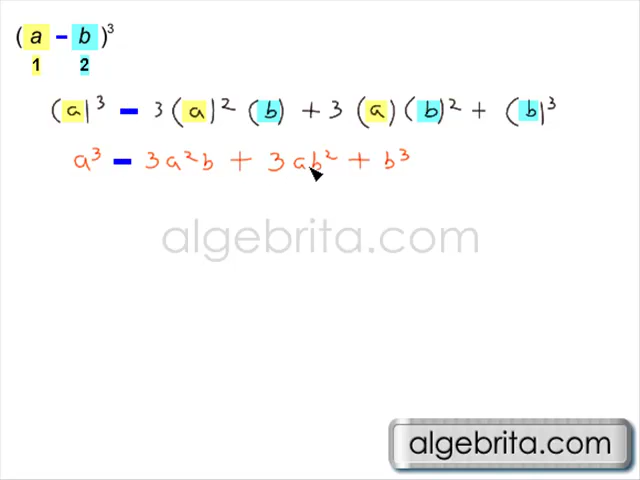 (a - b)³
1 2
(a)³ - 3(a)² (b) + 3 (a) (b)² + (b)³
a³ - 3a²b + 3ab² + b³
algebrita.com
algebrita.com